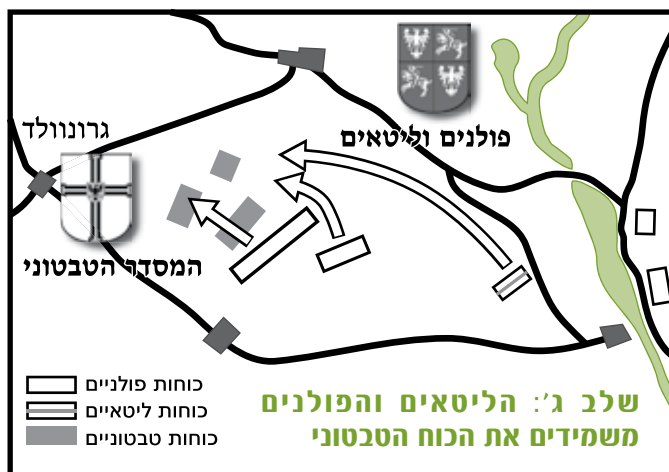 פולנים וליטאים
גרונוולד
המסדר הטבטוני
כוחות פולניים
כוחות ליטאיים
כוחות טבטוניים
שלב ג': הליטאים והפולנים
משמידים את הכוח הטבטוני